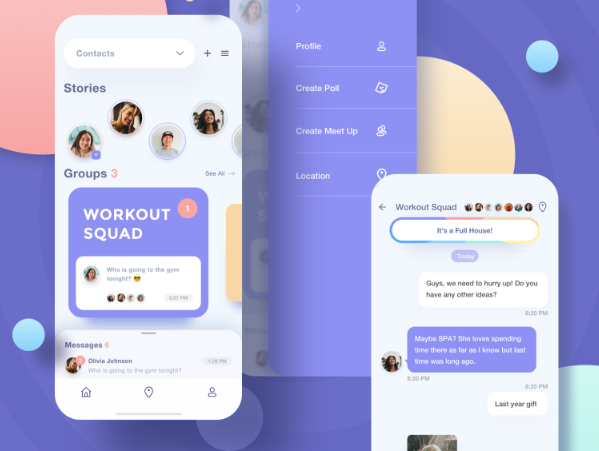 Contacts
Stories
Groups 3
See All
WORKOUT
SQUAD
1
Who is going to the gym
tonight? 😎
5:27 PM
Messages 6
Olivia Johnson
1:28 PM
Who is going to the gym tonight?
Profile
Create Poll
Create Meet Up
Location
Workout Squad
It's a Full House!
Today
Guys, we need to hurry up! Do you
have any other ideas?
8:20 PM
Maybe SPA? She loves spending
time there as far as I know but last
time was long ago.
8:20 PM
8:20 PM
Last year gift